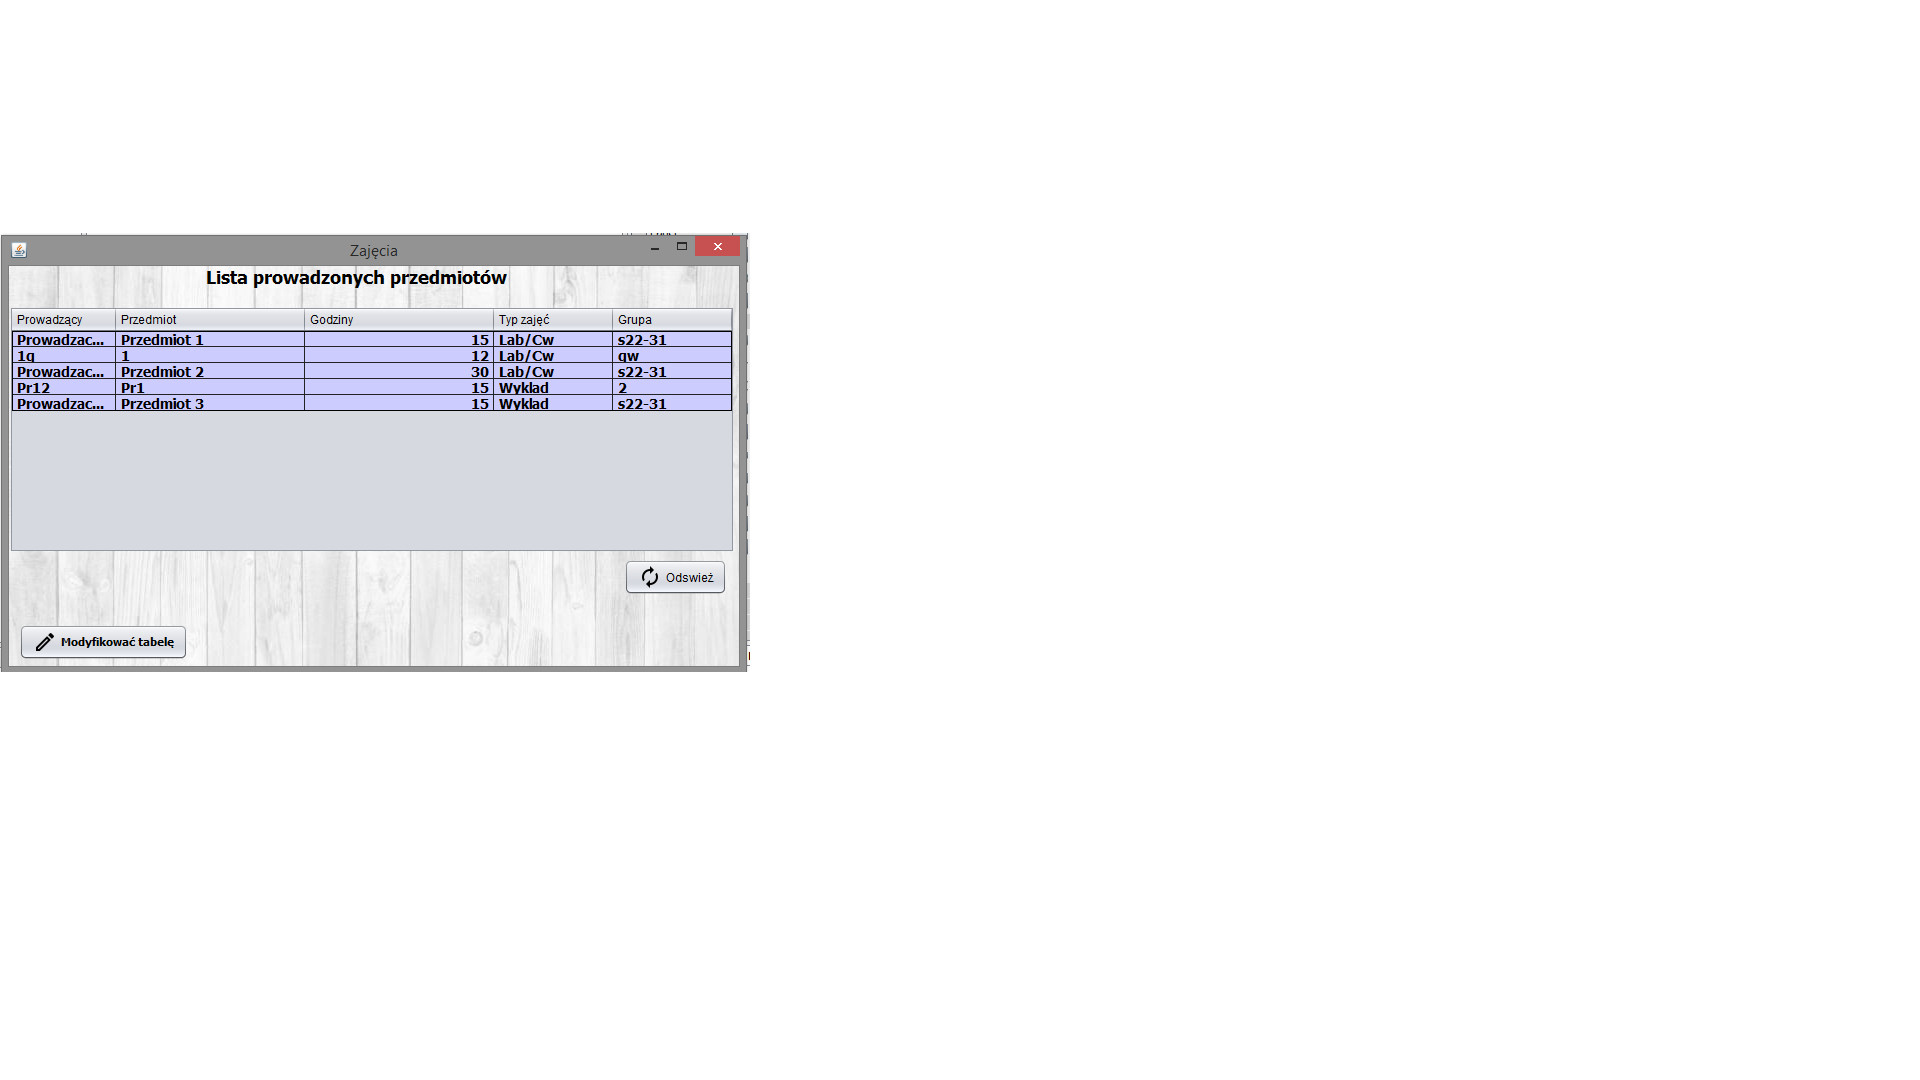 Zajęcia
Lista prowadzonych przedmiotów
Prowadzący Przedmiot Godziny Typ zajęć Grupa
Prowadzac... Przedmiot 1 15 Lab/Cw s22-31
1q 1 12 Lab/Cw qw
Prowadzac... Przedmiot 2 30 Lab/Cw s22-31
Pr12 Pr1 15 Wyklad 2
Prowadzac... Przedmiot 3 15 Wyklad s22-31
Odswież
Modyfikować tabelę